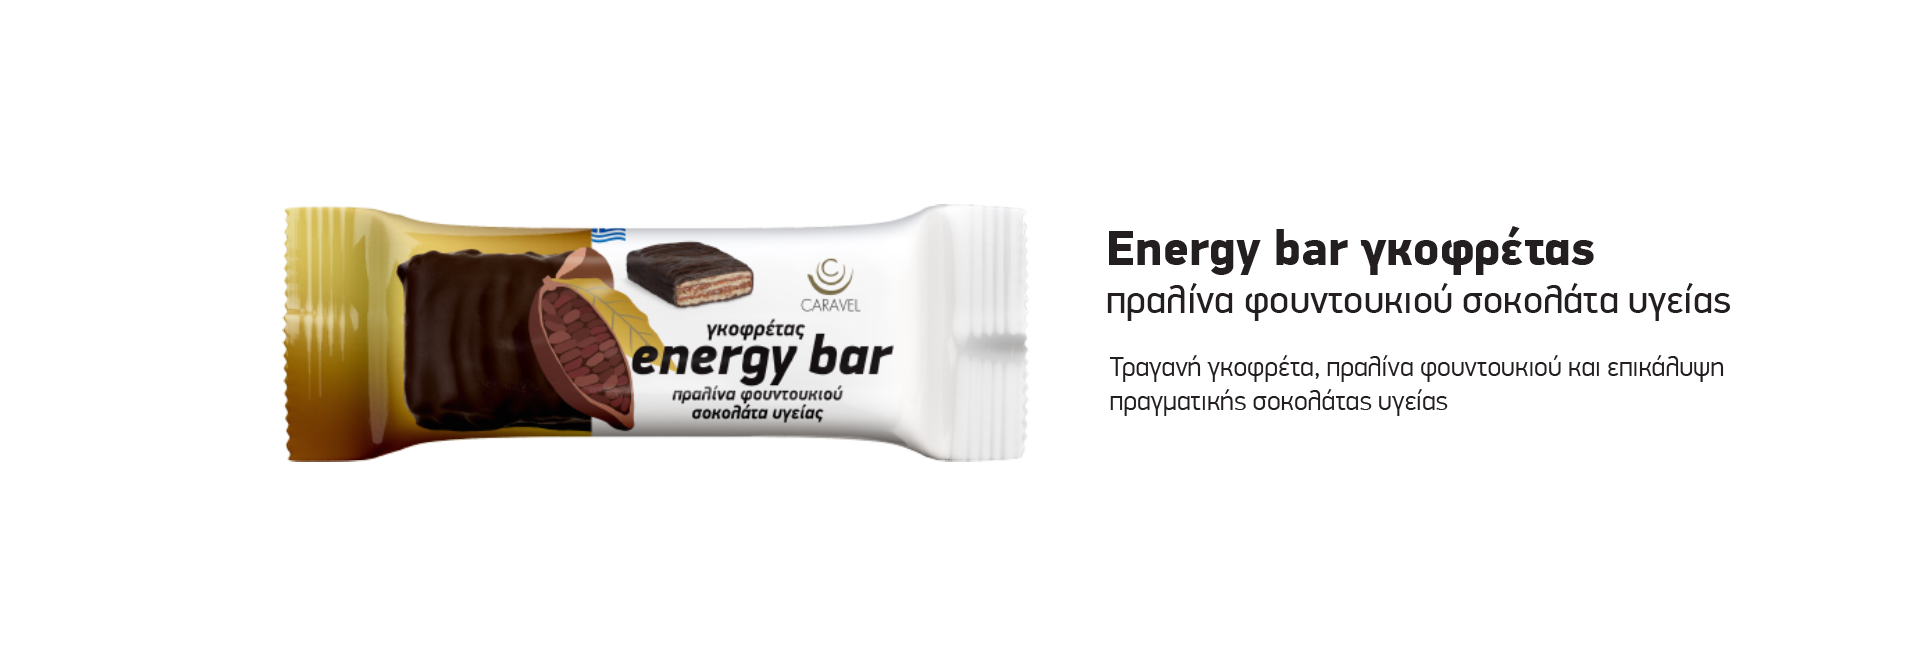 CARAVEL
γκοφρέτας
energy bar
πραλίνα φουντουκιού
σοκολάτα υγείας
Energy bar γκοφρέτας
πραλίνα φουντουκιού σοκολάτα υγείας
Τραγανή γκοφρέτα, πραλίνα φουντουκιού και επικάλυψη
πραγματικής σοκολάτας υγείας